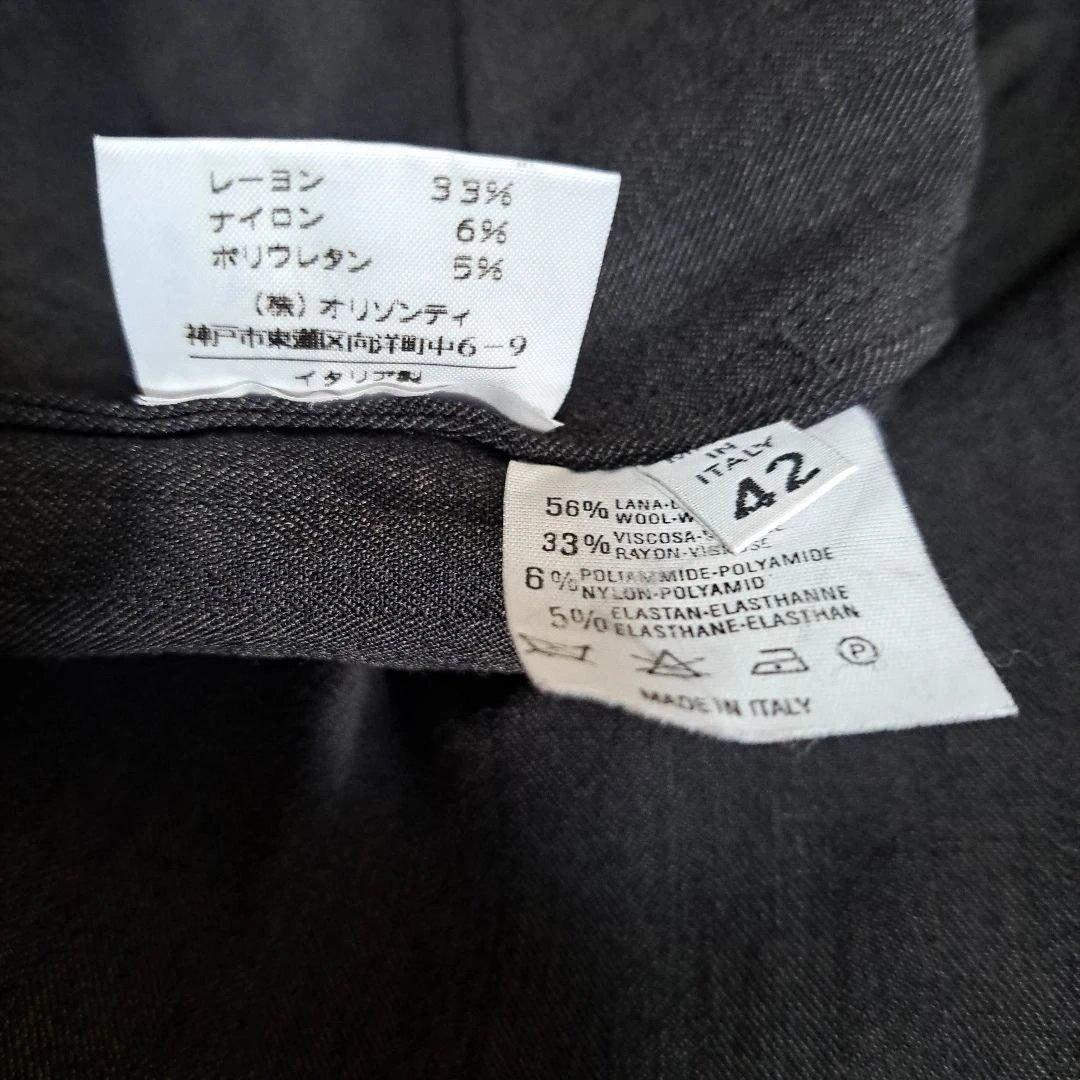 レーヨン 33%
ナイロン 6%
ポリウレタン 5%
(株)オリゾンティ
神戸市東灘区向洋町中6-9
イタリア製
IN
ITALY
42
56% LANA-
WOOL-
33% VISCOSA-
RAYON-VISKOSE
6% POLIAMMIDE-POLYAMIDE
NYLON-POLYAMID
5% ELASTAN-ELASTHANNE
ELASTHANE-ELASTHAN
P
MADE IN ITALY